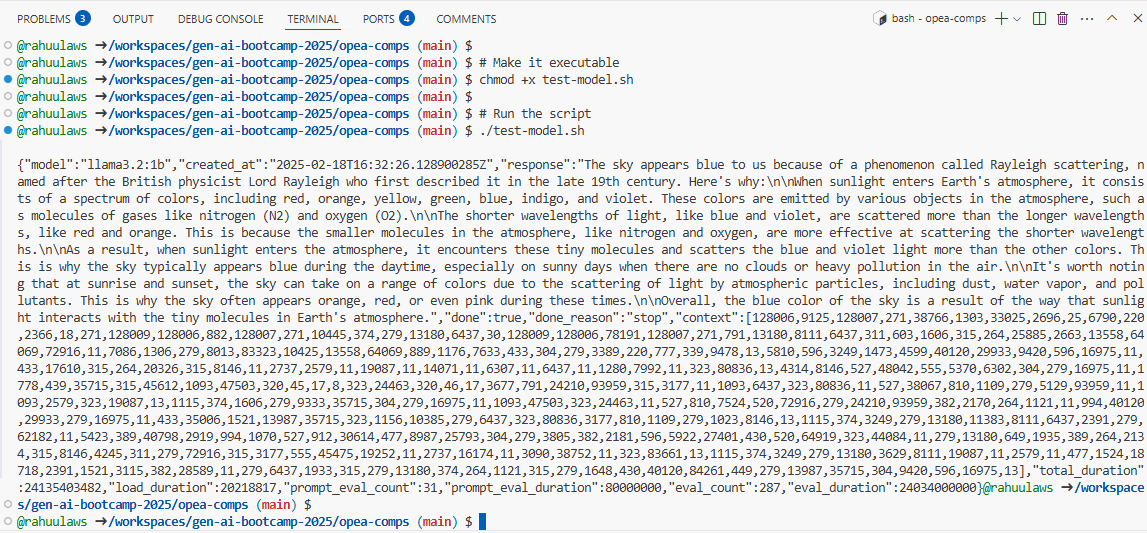 PROBLEMS 3 OUTPUT DEBUG CONSOLE TERMINAL PORTS 4 COMMENTS bash - opea-comps
@rahuulaws ➜/workspaces/gen-ai-bootcamp-2025/opea-comps (main) $
@rahuulaws ➜/workspaces/gen-ai-bootcamp-2025/opea-comps (main) $ # Make it executable
@rahuulaws ➜/workspaces/gen-ai-bootcamp-2025/opea-comps (main) $ chmod +x test-model.sh
@rahuulaws ➜/workspaces/gen-ai-bootcamp-2025/opea-comps (main) $
@rahuulaws ➜/workspaces/gen-ai-bootcamp-2025/opea-comps (main) $ # Run the script
@rahuulaws ➜/workspaces/gen-ai-bootcamp-2025/opea-comps (main) $ ./test-model.sh
{"model":"llama3.2:1b","created_at":"2025-02-18T16:32:26.128900285Z","response":"The sky appears blue to us because of a phenomenon called Rayleigh scattering, n
amed after the British physicist Lord Rayleigh who first described it in the late 19th century. Here's why:\n\nWhen sunlight enters Earth's atmosphere, it consis
ts of a spectrum of colors, including red, orange, yellow, green, blue, indigo, and violet. These colors are emitted by various objects in the atmosphere, such a
s molecules of gases like nitrogen (N2) and oxygen (O2).\n\nThe shorter wavelengths of light, like blue and violet, are scattered more than the longer wavelength
s, like red and orange. This is because the smaller molecules in the atmosphere, like nitrogen and oxygen, are more effective at scattering the shorter wavelengt
hs.\n\nAs a result, when sunlight enters the atmosphere, it encounters these tiny molecules and scatters the blue and violet light more than the other colors. Th
is is why the sky typically appears blue during the daytime, especially on sunny days when there are no clouds or heavy pollution in the air.\n\nIt's worth notin
g that at sunrise and sunset, the sky can take on a range of colors due to the scattering of light by atmospheric particles, including dust, water vapor, and pol
lutants. This is why the sky often appears orange, red, or even pink during these times.\n\nOverall, the blue color of the sky is a result of the way that sunlig
ht interacts with the tiny molecules in Earth's atmosphere.","done":true,"done_reason":"stop","context":[128006,9125,128007,271,38766,1303,33025,2696,25,6790,220
,2366,18,271,128009,128006,882,128007,271,10445,374,279,13180,6437,30,128009,128006,78191,128007,271,791,13180,8111,6437,311,603,1606,315,264,25885,2663,13558,64
069,72916,11,7086,1306,279,8013,83323,10425,13558,64069,889,1176,7633,433,304,279,3389,220,777,339,9478,13,5810,596,3249,1473,4599,40120,29933,9420,596,16975,11,
433,17610,315,264,20326,315,8146,11,2737,2579,11,19087,11,14071,11,6307,11,6437,11,1280,7992,11,323,80836,13,4314,8146,527,48042,555,5370,6302,304,279,16975,11,1
778,439,35715,315,45612,1093,47503,320,45,17,8,323,24463,320,46,17,3677,791,24210,93959,315,3177,11,1093,6437,323,80836,11,527,38067,810,1109,279,5129,93959,11,1
093,2579,323,19087,13,1115,374,1606,279,9333,35715,304,279,16975,11,1093,47503,323,24463,11,527,810,7524,520,72916,279,24210,93959,382,2170,264,1121,11,994,40120
,29933,279,16975,11,433,35006,1521,13987,35715,323,1156,10385,279,6437,323,80836,3177,810,1109,279,1023,8146,13,1115,374,3249,279,13180,11383,8111,6437,2391,279,
62182,11,5423,389,40798,2919,994,1070,527,912,30614,477,8987,25793,304,279,3805,382,2181,596,5922,27401,430,520,64919,323,44084,11,279,13180,649,1935,389,264,213
4,315,8146,4245,311,279,72916,315,3177,555,45475,19252,11,2737,16174,11,3090,38752,11,323,83661,13,1115,374,3249,279,13180,3629,8111,19087,11,2579,11,477,1524,18
718,2391,1521,3115,382,28589,11,279,6437,1933,315,279,13180,374,264,1121,315,279,1648,430,40120,84261,449,279,13987,35715,304,9420,596,16975,13],"total_duration"
:24135403482,"load_duration":20218817,"prompt_eval_count":31,"prompt_eval_duration":80000000,"eval_count":287,"eval_duration":24034000000}@rahuulaws ➜/workspace
s/gen-ai-bootcamp-2025/opea-comps (main) $
@rahuulaws ➜/workspaces/gen-ai-bootcamp-2025/opea-comps (main) $